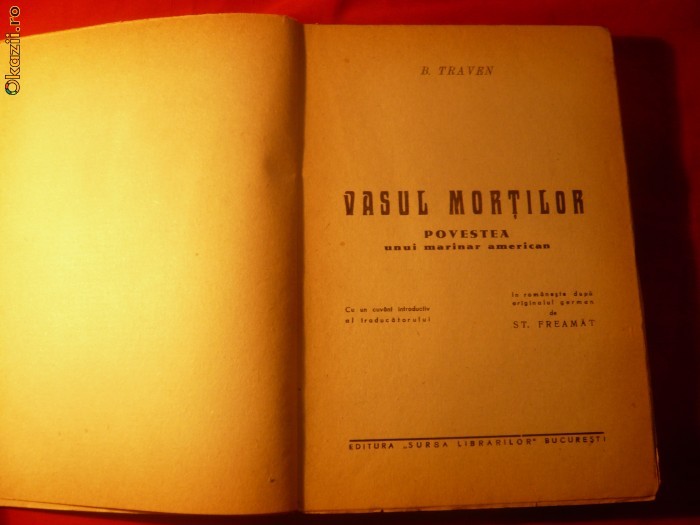 Okazii.ro
B. TRAVEN
VASUL MORȚILOR
POVESTEA
unui marinar american
Cu un cuvânt introductiv
al traducătorului
In românește după
originalul german
de
ST. FREAMĂT
EDITURA „SURSA LIBRARILOR" BUCUREȘTI